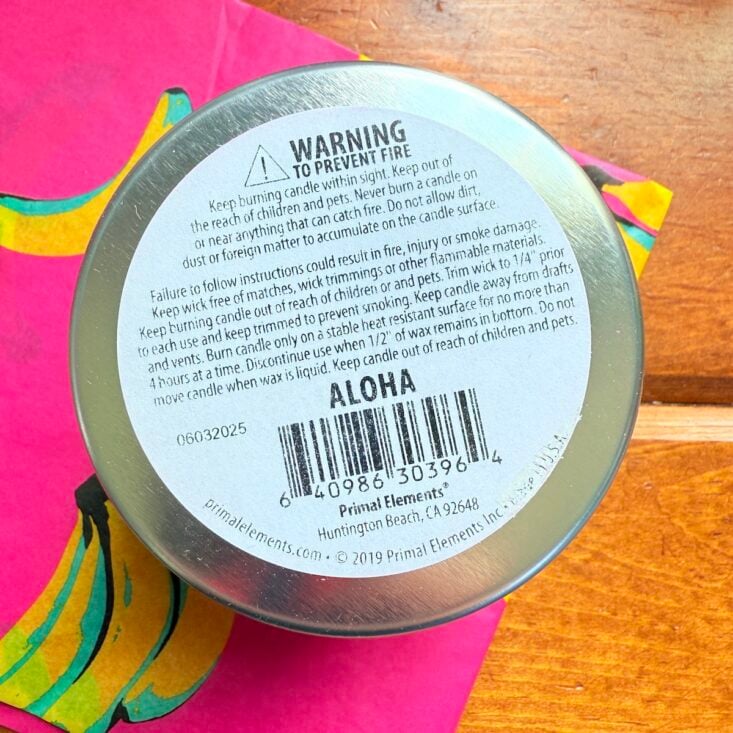 WARNING
TO PREVENT FIRE
Keep burning candle within sight. Keep out of
the reach of children and pets. Never burn a candle on
or near anything that can catch fire. Do not allow dirt,
dust or foreign matter to accumulate on the candle surface.
Failure to follow instructions could result in fire, injury or smoke damage.
Keep wick free of matches, wick trimmings or other flammable materials.
Keep burning candle out of reach of children or and pets. Trim wick to 1/4" prior
to each use and keep trimmed to prevent smoking. Keep candle away from drafts
and vents. Burn candle only on a stable heat resistant surface for no more than
4 hours at a time. Discontinue use when 1/2" of wax remains in bottom. Do not
move candle when wax is liquid. Keep candle out of reach of children and pets.
ALOHA
06032025
6 40986 30396 4
Primal Elements®
Huntington Beach, CA 92648
primalelements.com • © 2019 Primal Elements Inc • U.S.A.